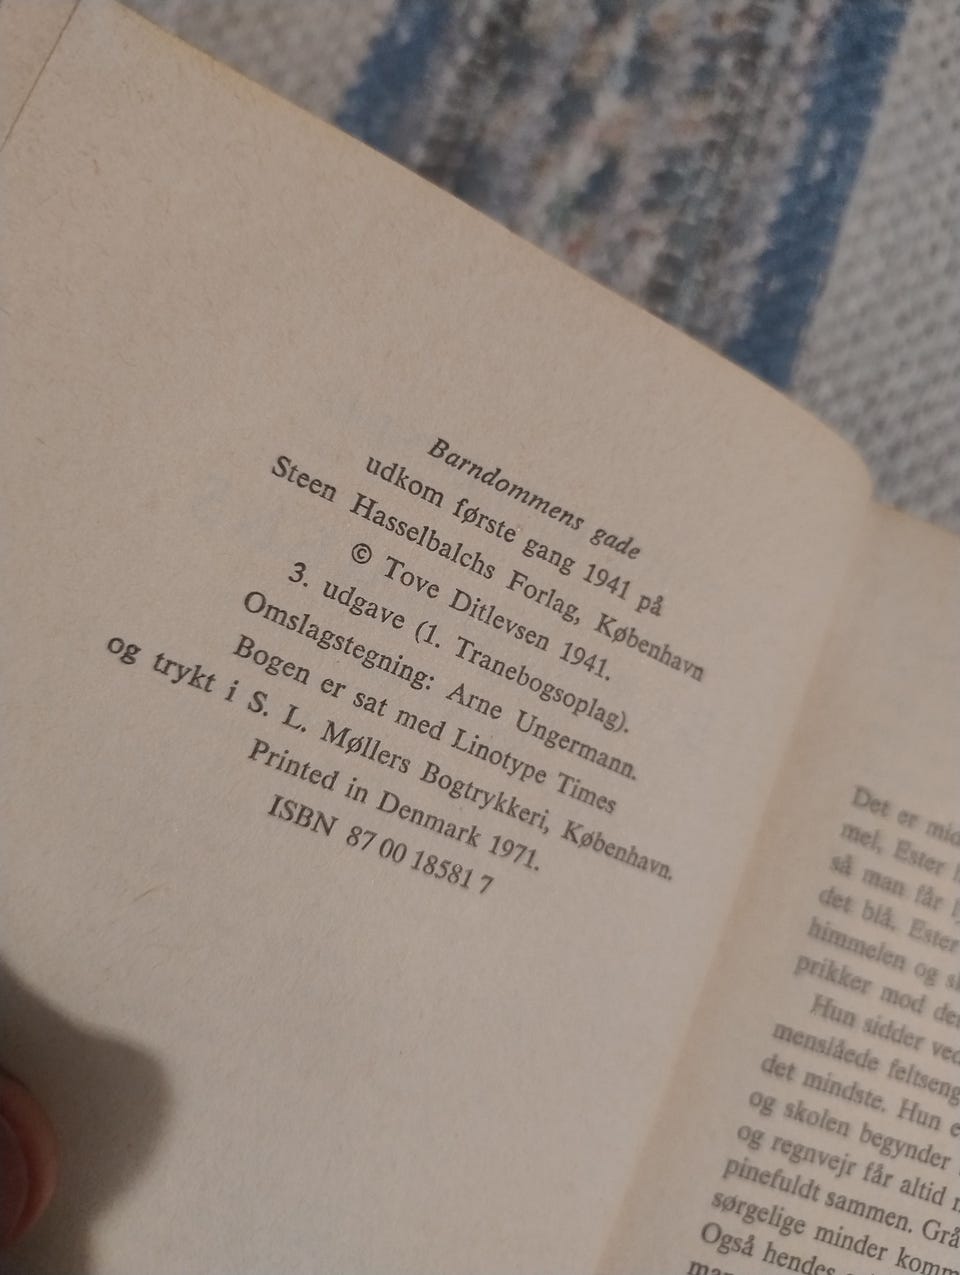 Barndommens gade
udkom første gang 1941 på
Steen Hasselbalchs Forlag, København
© Tove Ditlevsen 1941.
3. udgave (1. Tranebogsoplag).
Omslagstegning: Arne Ungermann.
Bogen er sat med Linotype Times
og trykt i S. L. Møllers Bogtrykkeri, København.
Printed in Denmark 1971.
ISBN 87 00 18581 7
Det er
mel. Ester
så man får
det blå. Ester
himmelen og
prikker mod
Hun sidder
menslåede feltseng
det mindste. Hun
og skolen begynder
og regnvejr får altid
pinefuldt sammen.
sørgelige minder
Også hendes